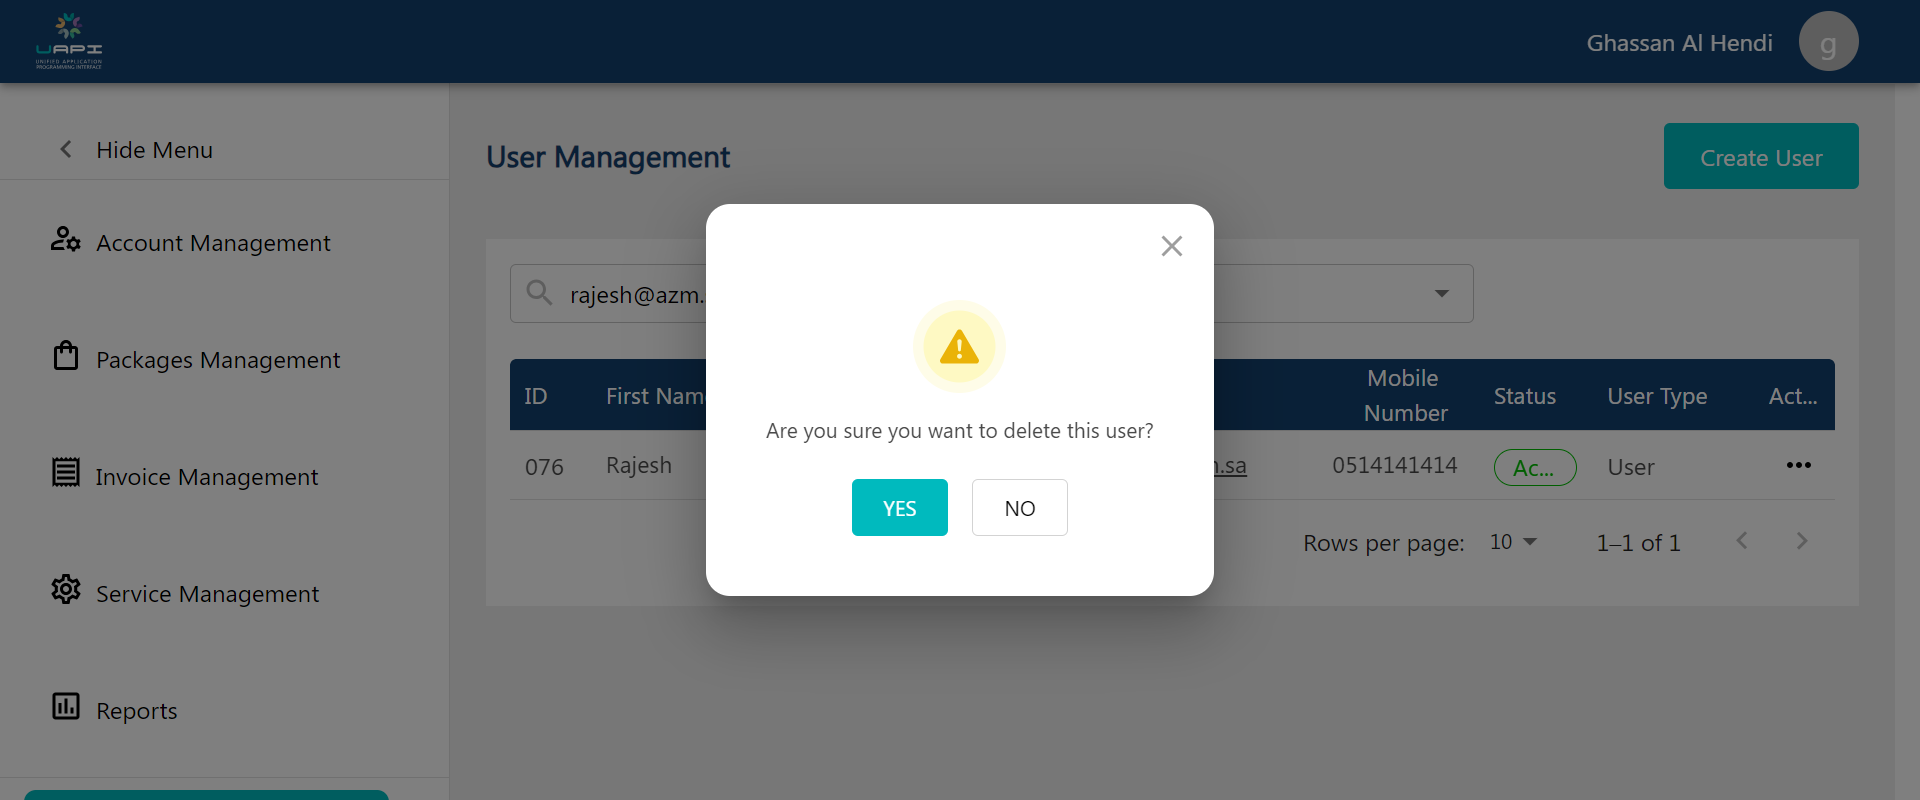 UAPI
UNIFIED APPLICATION
PROGRAMMING INTERFACE
Ghassan Al Hendi
g
Hide Menu
Account Management
Packages Management
Invoice Management
Service Management
Reports
User Management
Create User
rajesh@azm.
ID
First Name
Mobile
Number
Status
User Type
Act...
076
Rajesh
.sa
0514141414
Ac...
User
Rows per page:
10
1–1 of 1
Are you sure you want to delete this user?
YES
NO